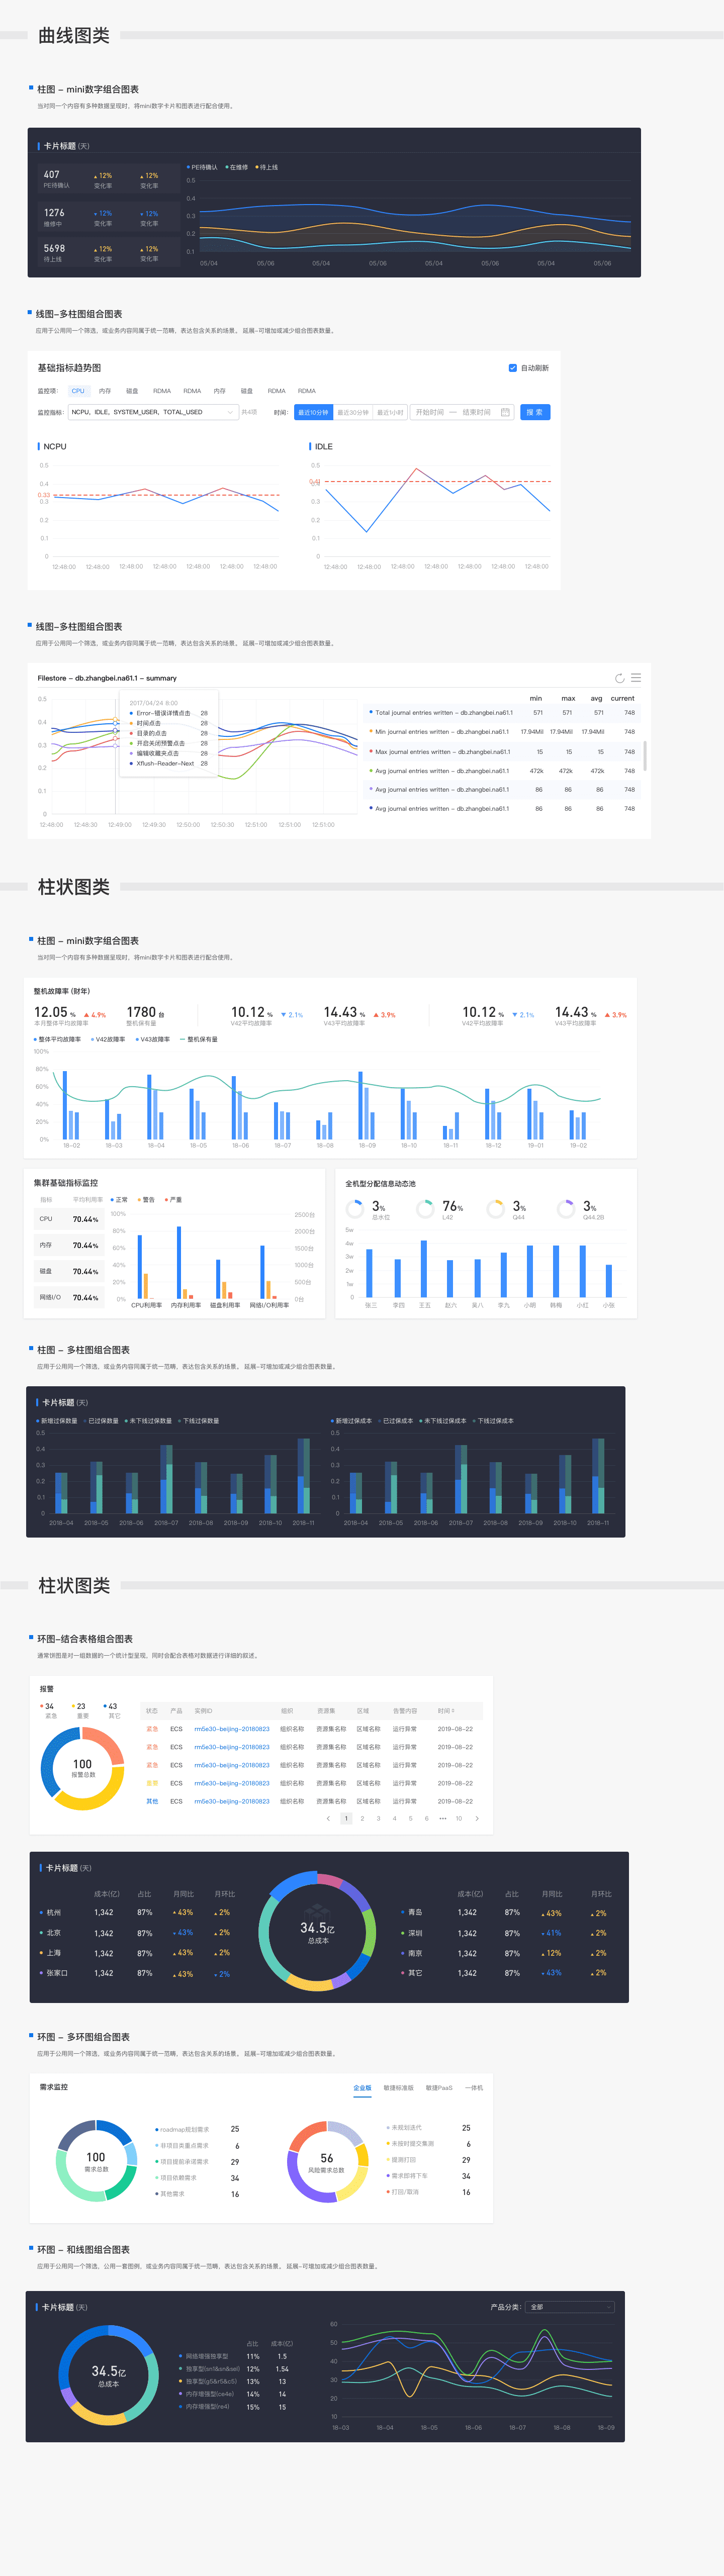 曲线图类
柱图 – mini数字组合图表
当对同一个内容有多种数据呈现时，将mini数字卡片和图表进行配合使用。
卡片标题 (天)
407 12% 12%
PE待确认 变化率 变化率
1276 12% 12%
维修中 变化率 变化率
5698 12% 12%
待上线 变化率 变化率
PE待确认 在维修 待上线
0.5
0.4
0.3
0.2
0.1
05/04 05/06 05/04 05/06 05/04 05/06 05/04 05/06
线图–多柱图组合图表
应用于公用同一个筛选，或业务内容同属于统一范畴，表达包含关系的场景。 延展–可增加或减少组合图表数量。
基础指标趋势图
自动刷新
监控项： CPU 内存 磁盘 RDMA RDMA 内存 磁盘 RDMA RDMA
监控指标： NCPU，IDLE，SYSTEM_USER，TOTAL_USED 共4项 时间： 最近10分钟 最近30分钟 最近1小时 开始时间 — 结束时间 搜 索
NCPU
0.5
0.4
0.33
0.3
0.2
0.1
0
12:48:00 12:48:00 12:48:00 12:48:00 12:48:00 12:48:00 12:48:00
IDLE
0.5
0.3
0.2
0.1
0
12:48:00 12:48:00 12:48:00 12:48:00 12:48:00 12:48:00 12:48:00
线图–多柱图组合图表
应用于公用同一个筛选，或业务内容同属于统一范畴，表达包含关系的场景。 延展–可增加或减少组合图表数量。
Filestore – db.zhangbei.na61.1 – summary
0.5
0.4
0.3
0.2
0.1
0
2017/04/24 8:00
Error–错误详情点击 28
时间点击 28
目录的点击 28
开启关闭预警点击 28
编辑收藏夹点击 28
Xflush-Reader-Next 28
12:48:00 12:48:30 12:49:00 12:49:30 12:50:00 12:50:30 12:51:00 12:51:00 12:51:00
min max avg current
Total journal entries written – db.zhangbei.na61.1 571 571 571 748
Min journal entries written – db.zhangbei.na61.1 17.94Mil 17.94Mil 17.94Mil 748
Max journal entries written – db.zhangbei.na61.1 15 15 15 748
Avg journal entries written – db.zhangbei.na61.1 472k 472k 472k 748
Avg journal entries written – db.zhangbei.na61.1 86 86 86 748
Avg journal entries written – db.zhangbei.na61.1 86 86 86 748
柱状图类
柱图 – mini数字组合图表
当对同一个内容有多种数据呈现时，将mini数字卡片和图表进行配合使用。
整机故障率 (财年)
12.05 % 4.9% 1780 台 10.12 % 2.1% 14.43 % 3.9% 10.12 % 2.1% 14.43 % 3.9%
本月整体平均故障率 整机保有量 V42平均故障率 V43平均故障率 V42平均故障率 V43平均故障率
整体平均故障率 V42故障率 V43故障率 整机保有量
100%
80%
60%
40%
20%
0%
18-02 18-03 18-04 18-05 18-06 18-07 18-08 18-09 18-10 18-11 18-12 19-01 19-02
集群基础指标监控
指标 平均利用率
CPU 70.44%
内存 70.44%
磁盘 70.44%
网络I/O 70.44%
正常 警告 严重
100%
80%
60%
40%
20%
0%
2500台
2000台
1500台
1000台
500台
0台
CPU利用率 内存利用率 磁盘利用率 网络I/O利用率
全机型分配信息动态池
3% 76% 3% 3%
总水位 L42 Q44 Q44.2B
5w
4w
3w
2w
1w
0
张三 李四 王五 赵六 吴八 李九 小明 韩梅 小红 小张
柱图 – 多柱图组合图表
应用于公用同一个筛选，或业务内容同属于统一范畴，表达包含关系的场景。 延展–可增加或减少组合图表数量。
卡片标题 (天)
新增过保数量 已过保数量 未下线过保数量 下线过保数量
0.5
0.4
0.3
0.2
0.1
0
2018-04 2018-05 2018-06 2018-07 2018-08 2018-09 2018-10 2018-11
新增过保成本 已过保成本 未下线过保成本 下线过保成本
0.5
0.4
0.3
0.2
0.1
0
2018-04 2018-05 2018-06 2018-07 2018-08 2018-09 2018-10 2018-11
柱状图类
环图–结合表格组合图表
通常饼图是对一组数据的一个统计型呈现，同时会配合表格对数据进行详细的叙述。
报警
34 23 43
紧急 重要 其它
100
报警总数
状态 产品 实例ID 组织 资源集 区域 告警内容 时间
紧急 ECS rm5e30-beijing-20180823 组织名称 资源集名称 区域名称 运行异常 2019-08-22
紧急 ECS rm5e30-beijing-20180823 组织名称 资源集名称 区域名称 运行异常 2019-08-22
紧急 ECS rm5e30-beijing-20180823 组织名称 资源集名称 区域名称 运行异常 2019-08-22
ECS rm5e30-beijing-20180823 组织名称 资源集名称 区域名称 运行异常 2019-08-22
其他 ECS rm5e30-beijing-20180823 组织名称 资源集名称 区域名称 运行异常 2019-08-22
1 2 3 4 5 6 ••• 10
卡片标题 (天)
成本(亿) 占比 月同比 月环比
杭州 1,342 87% 43% 2%
北京 1,342 87% 43% 2%
上海 1,342 87% 43% 2%
张家口 1,342 87% 43% 2%
34.5亿
总成本
成本(亿) 占比 月同比 月环比
青岛 1,342 87% 43% 2%
深圳 1,342 87% 41% 2%
南京 1,342 87% 12% 2%
其它 1,342 87% 43% 2%
环图 – 多环图组合图表
应用于公用同一个筛选，或业务内容同属于统一范畴，表达包含关系的场景。 延展–可增加或减少组合图表数量。
需求监控
企业版 敏捷标准版 敏捷PaaS 一体机
100
需求总数
roadmap规划需求 25
非项目类重点需求 6
项目提前承诺需求 29
项目依赖需求 34
其他需求 16
56
风险需求总数
未规划迭代 25
未按时提交集测 6
提测打回 29
需求即将下车 34
打回/取消 16
环图 – 和线图组合图表
应用于公用同一个筛选，公用一套图例，或业务内容同属于统一范畴，表达包含关系的场景。 延展–可增加或减少组合图表数量。
卡片标题 (天)
产品分类： 全部
34.5亿
总成本
占比 成本(亿)
网络增强独享型 11% 1.5
独享型(sn1&sn&sel) 12% 1.54
独享型(g5&r5&c5) 13% 13
内存增强型(re4e) 14% 14
内存增强型(re4) 15% 15
60
50
40
30
20
10
18-03 18-04 18-05 18-06 18-07 18-08 18-09